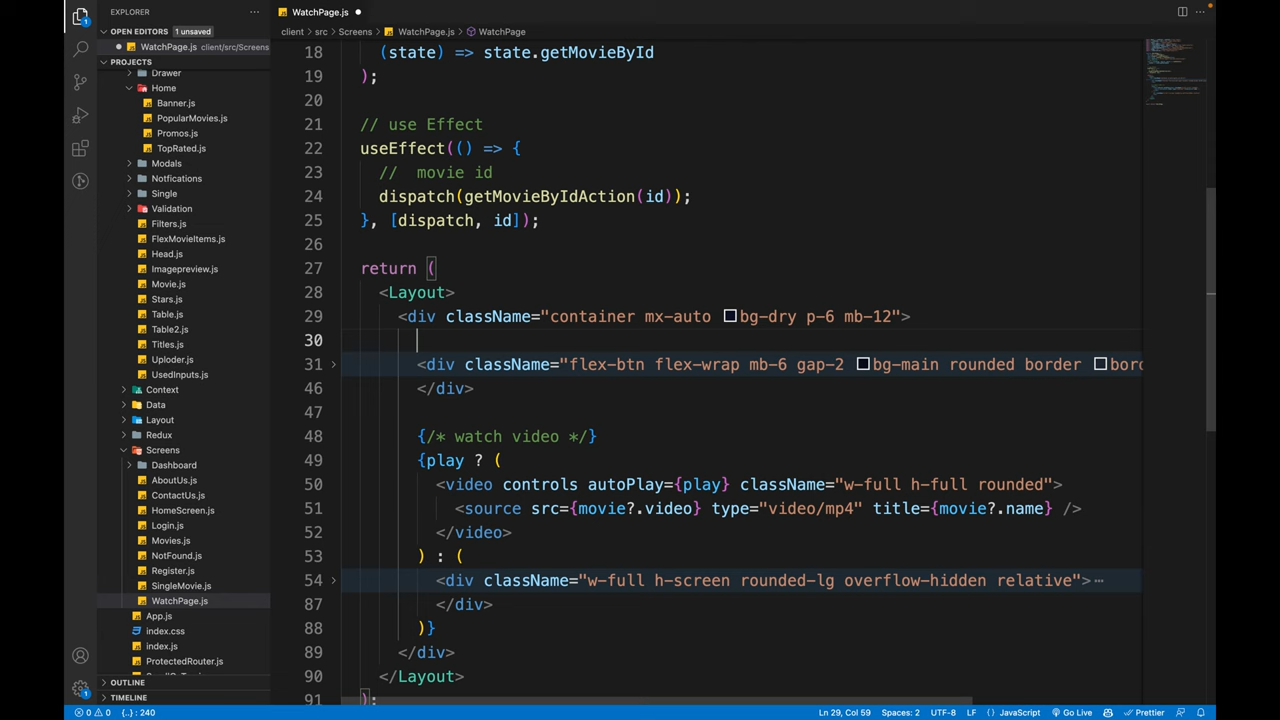 EXPLORER
OPEN EDITORS 1 unsaved
WatchPage.js client/src/Screens
PROJECTS
Drawer
Home
Banner.js
PopularMovies.js
Promos.js
TopRated.js
Modals
Notfications
Single
Validation
Filters.js
FlexMovieItems.js
Head.js
Imagepreview.js
Movie.js
Stars.js
Table.js
Table2.js
Titles.js
Uploder.js
UsedInputs.js
Context
Data
Layout
Redux
Screens
Dashboard
AboutUs.js
ContactUs.js
HomeScreen.js
Login.js
Movies.js
NotFound.js
Register.js
SingleMovie.js
WatchPage.js
App.js
index.css
index.js
ProtectedRouter.js
OUTLINE
TIMELINE
WatchPage.js
client > src > Screens > WatchPage.js > WatchPage
18 (state) => state.getMovieById
19 );
20
21 // use Effect
22 useEffect(() => {
23 //  movie id
24 dispatch(getMovieByIdAction(id));
25 }, [dispatch, id]);
26
27 return (
28 <Layout>
29 <div className="container mx-auto bg-dry p-6 mb-12">
30
31 <div className="flex-btn flex-wrap mb-6 gap-2 bg-main rounded border bord
46 </div>
47
48 {/* watch video */}
49 {play ? (
50 <video controls autoPlay={play} className="w-full h-full rounded">
51 <source src={movie?.video} type="video/mp4" title={movie?.name} />
52 </video>
53 ) : (
54 <div className="w-full h-screen rounded-lg overflow-hidden relative">⋯
87 </div>
88 )}
89 </div>
90 </Layout>
91 );
0 0 {..} : 240 Ln 29, Col 59 Spaces: 2 UTF-8 LF {} JavaScript Go Live Prettier